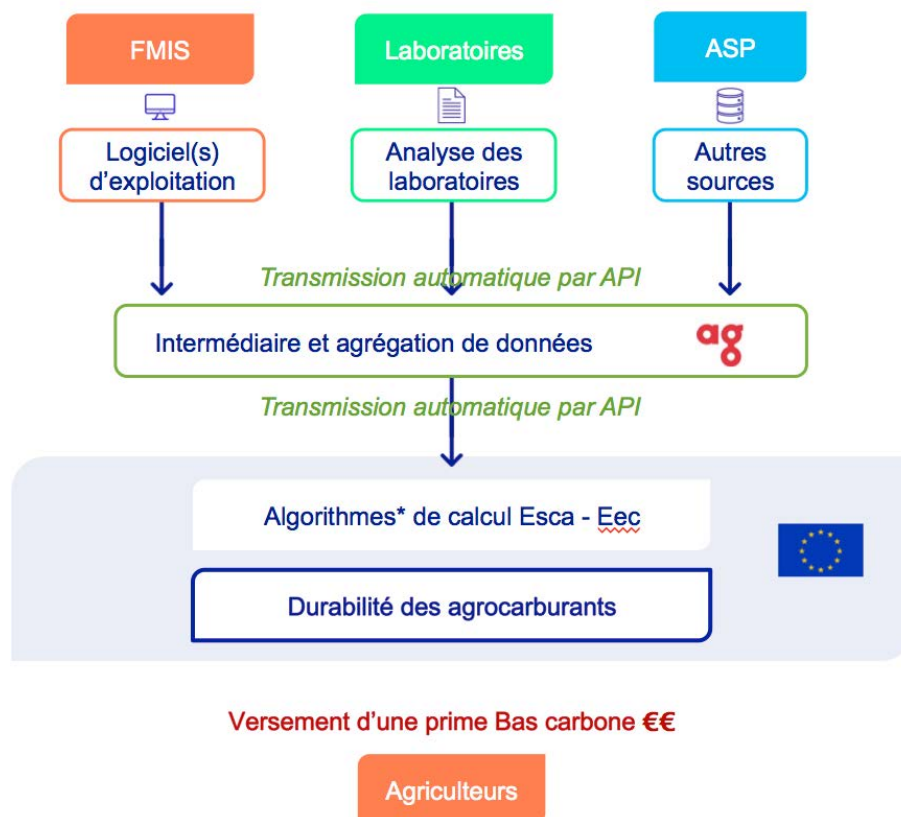 FMIS
Laboratoires
ASP
Logiciel(s)
d’exploitation
Analyse des
laboratoires
Autres
sources
Transmission automatique par API
Intermédiaire et agrégation de données
ag
Transmission automatique par API
Algorithmes* de calcul Esca - Eec
Durabilité des agrocarburants
Versement d’une prime Bas carbone €€
Agriculteurs